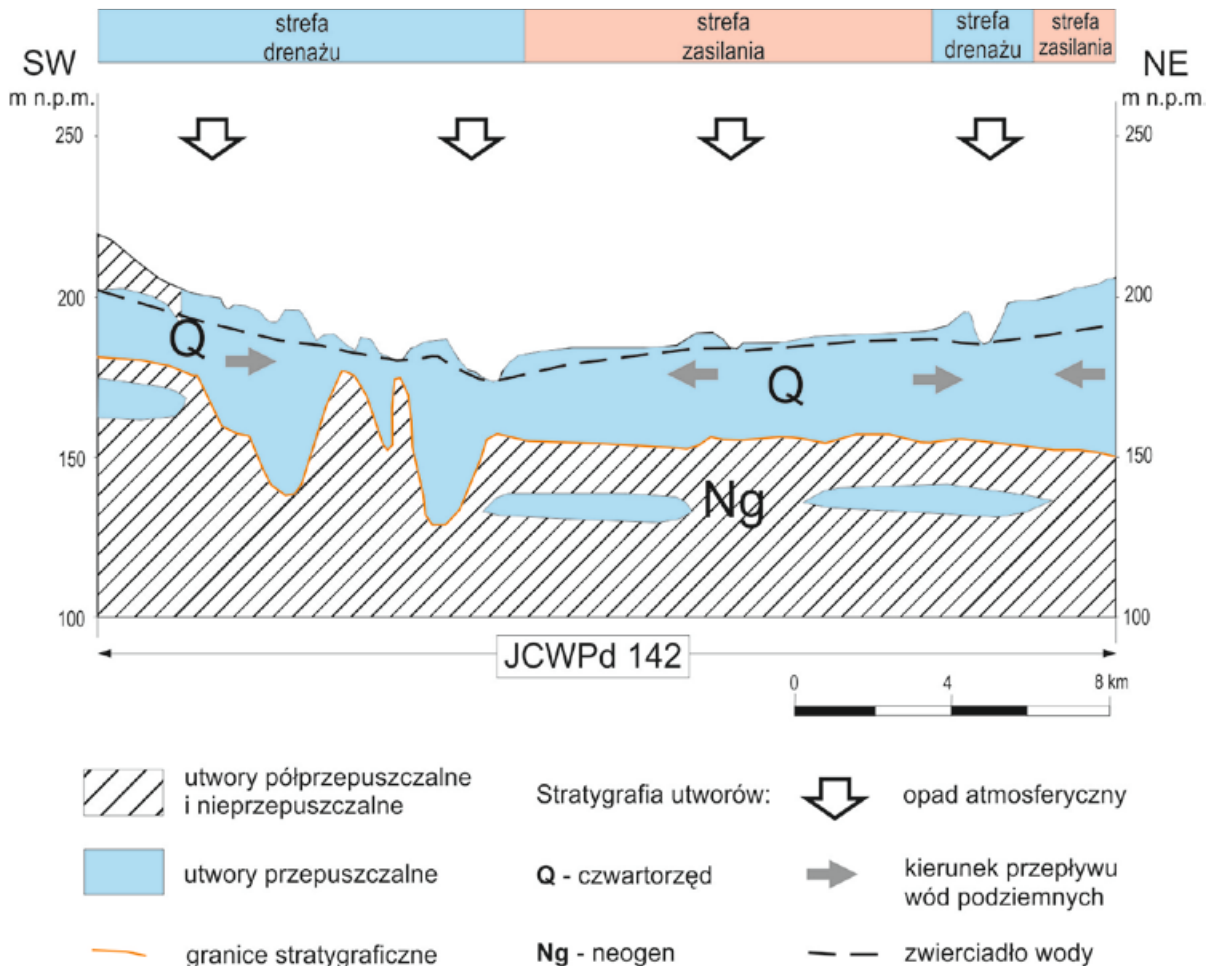 strefa
drenażu
strefa
zasilania
strefa
drenażu
strefa
zasilania
SW
NE
m n.p.m.
m n.p.m.
250
250
200
200
Q
Q
150
150
Ng
100
100
JCWPd 142
0 4 8 km
utwory półprzepuszczalne
i nieprzepuszczalne
Stratygrafia utworów:
opad atmosferyczny
utwory przepuszczalne
Q - czwartorzęd
kierunek przepływu
wód podziemnych
granice stratygraficzne
Ng - neogen
zwierciadło wody